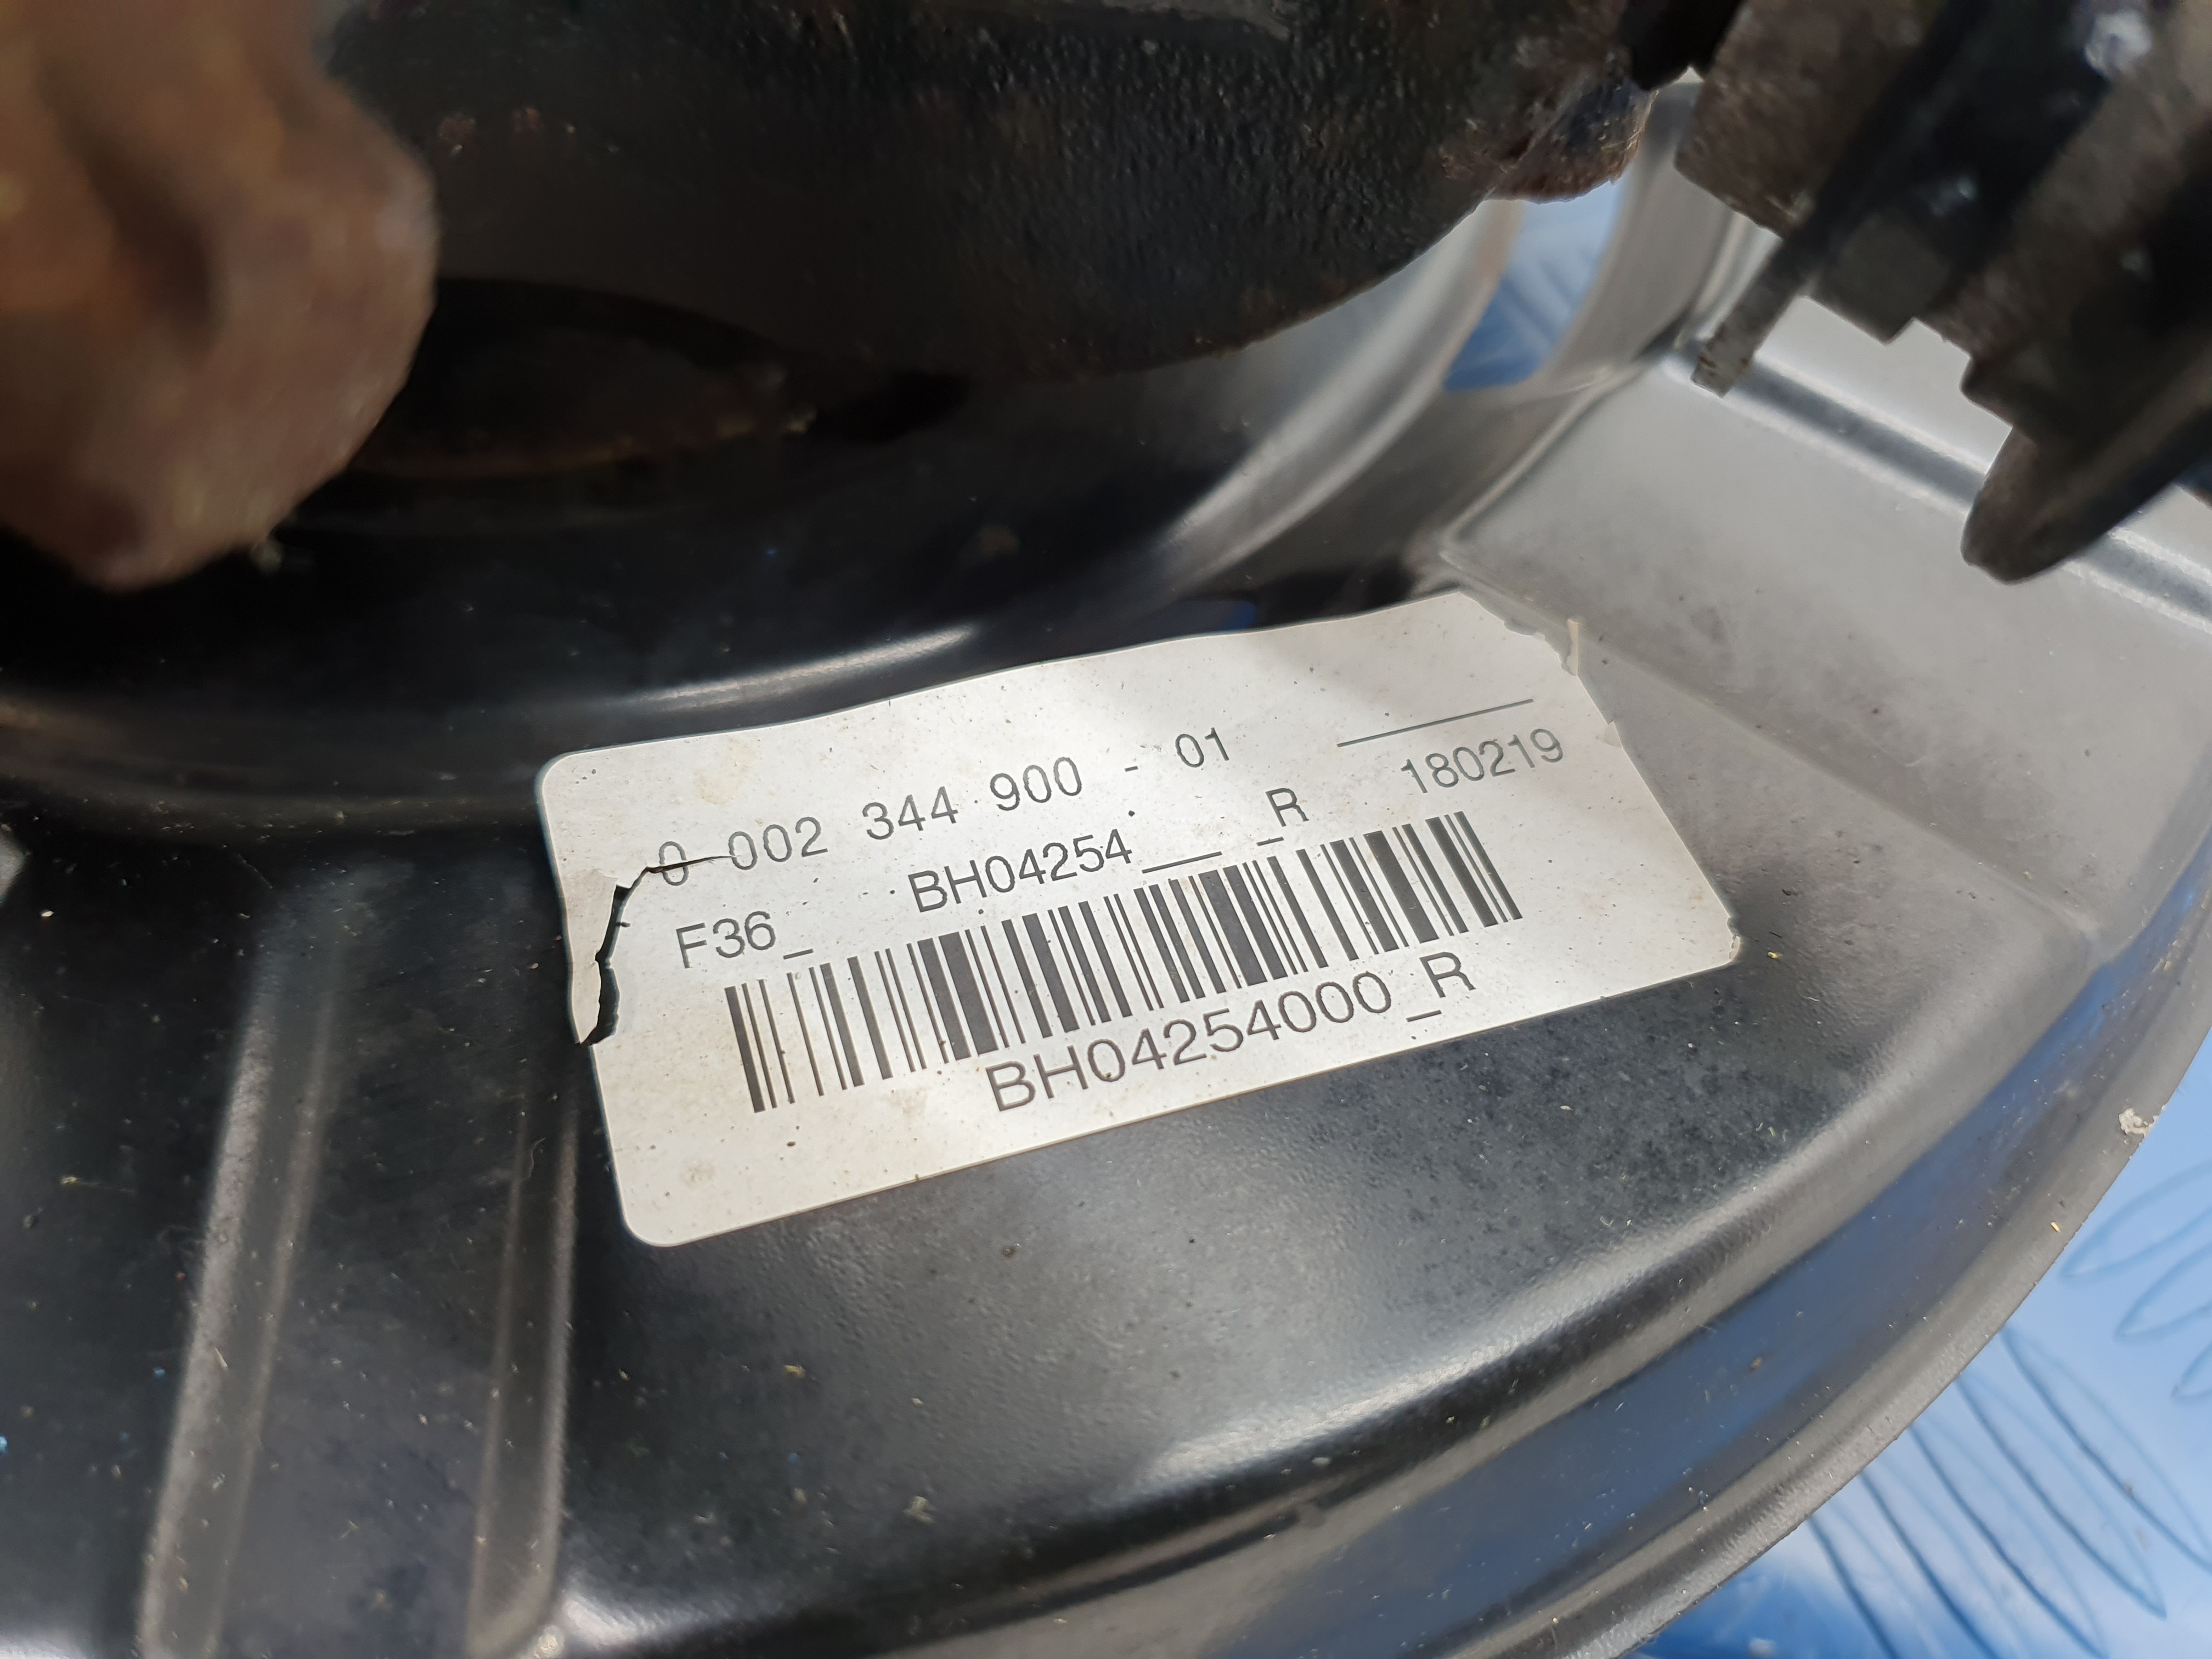 0 002 344 900 - 01
F36_ BH04254___ _R 180219
BH04254000_R